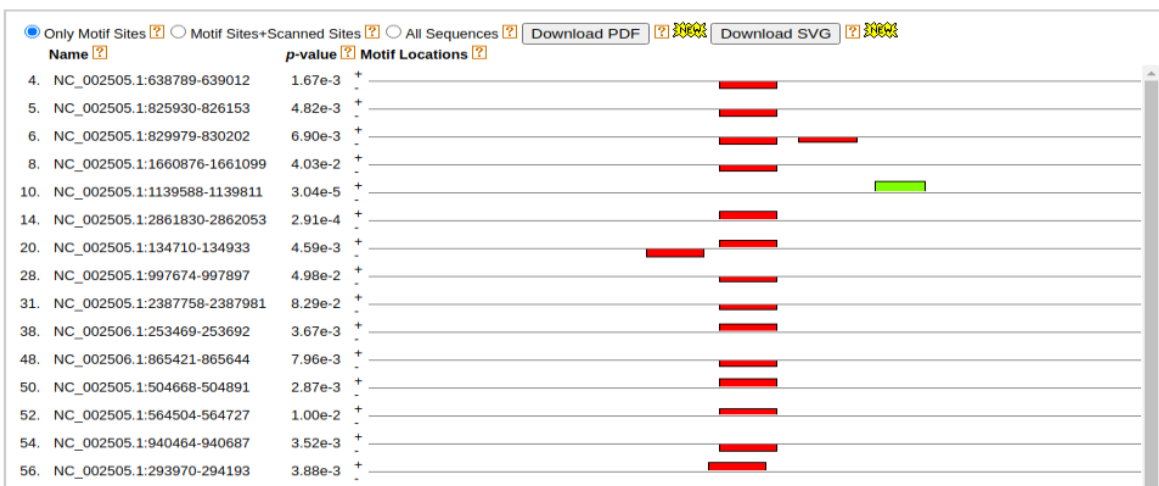 Only Motif Sites ? Motif Sites+Scanned Sites ? All Sequences ? Download PDF ? NEW! Download SVG ? NEW!
Name ? p-value ? Motif Locations ?
4. NC_002505.1:638789-639012 1.67e-3 + -
5. NC_002505.1:825930-826153 4.82e-3 + -
6. NC_002505.1:829979-830202 6.90e-3 + -
8. NC_002505.1:1660876-1661099 4.03e-2 + -
10. NC_002505.1:1139588-1139811 3.04e-5 + -
14. NC_002505.1:2861830-2862053 2.91e-4 + -
20. NC_002505.1:134710-134933 4.59e-3 + -
28. NC_002505.1:997674-997897 4.98e-2 + -
31. NC_002505.1:2387758-2387981 8.29e-2 + -
38. NC_002506.1:253469-253692 3.67e-3 + -
48. NC_002506.1:865421-865644 7.96e-3 + -
50. NC_002505.1:504668-504891 2.87e-3 + -
52. NC_002505.1:564504-564727 1.00e-2 + -
54. NC_002505.1:940464-940687 3.52e-3 + -
56. NC_002505.1:293970-294193 3.88e-3 + -